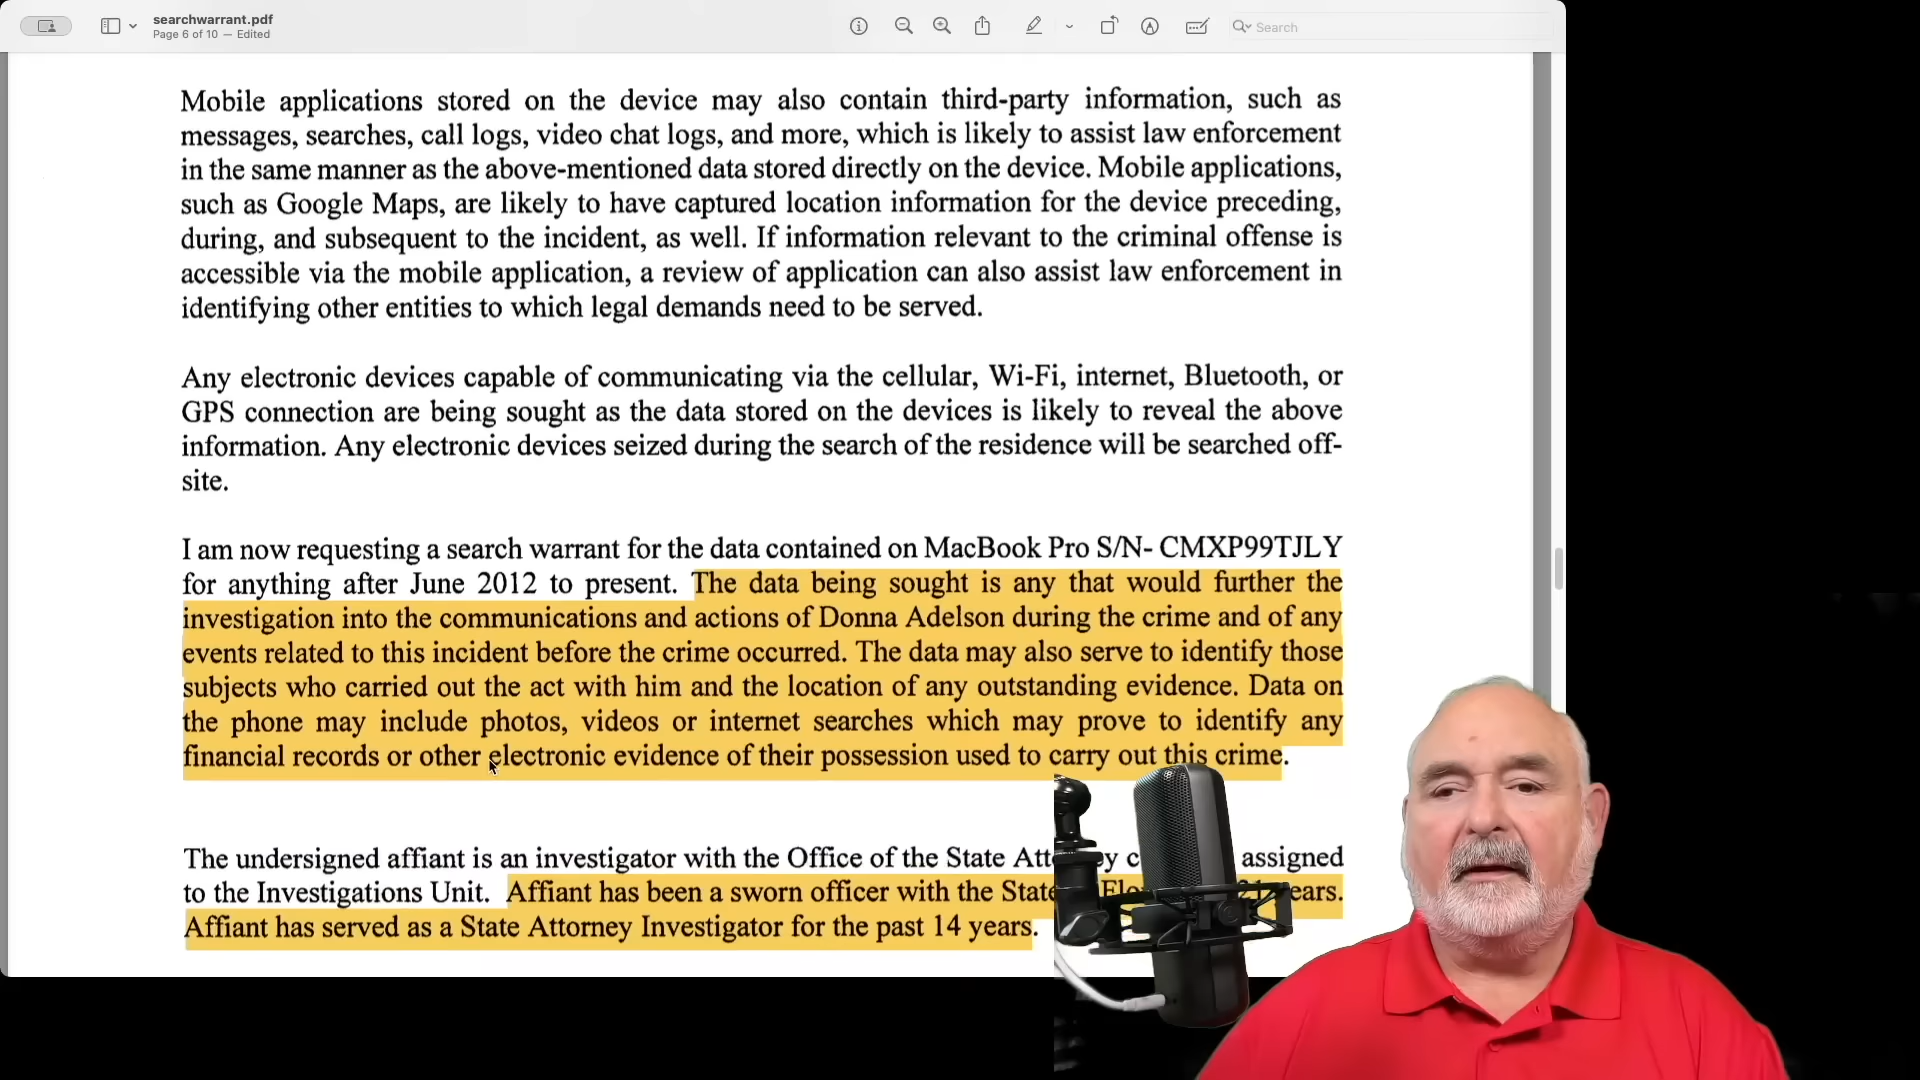 searchwarrant.pdf
Page 6 of 10 — Edited
Search
Mobile applications stored on the device may also contain third-party information, such as
messages, searches, call logs, video chat logs, and more, which is likely to assist law enforcement
in the same manner as the above-mentioned data stored directly on the device. Mobile applications,
such as Google Maps, are likely to have captured location information for the device preceding,
during, and subsequent to the incident, as well. If information relevant to the criminal offense is
accessible via the mobile application, a review of application can also assist law enforcement in
identifying other entities to which legal demands need to be served.
Any electronic devices capable of communicating via the cellular, Wi-Fi, internet, Bluetooth, or
GPS connection are being sought as the data stored on the devices is likely to reveal the above
information. Any electronic devices seized during the search of the residence will be searched off-
site.
I am now requesting a search warrant for the data contained on MacBook Pro S/N- CMXP99TJLY
for anything after June 2012 to present. The data being sought is any that would further the
investigation into the communications and actions of Donna Adelson during the crime and of any
events related to this incident before the crime occurred. The data may also serve to identify those
subjects who carried out the act with him and the location of any outstanding evidence. Data on
the phone may include photos, videos or internet searches which may prove to identify any
financial records or other electronic evidence of their possession used to carry out this crime.
The undersigned affiant is an investigator with the Office of the State assigned
to the Investigations Unit. Affiant has been a sworn officer with the State
Affiant has served as a State Attorney Investigator for the past 14 years.